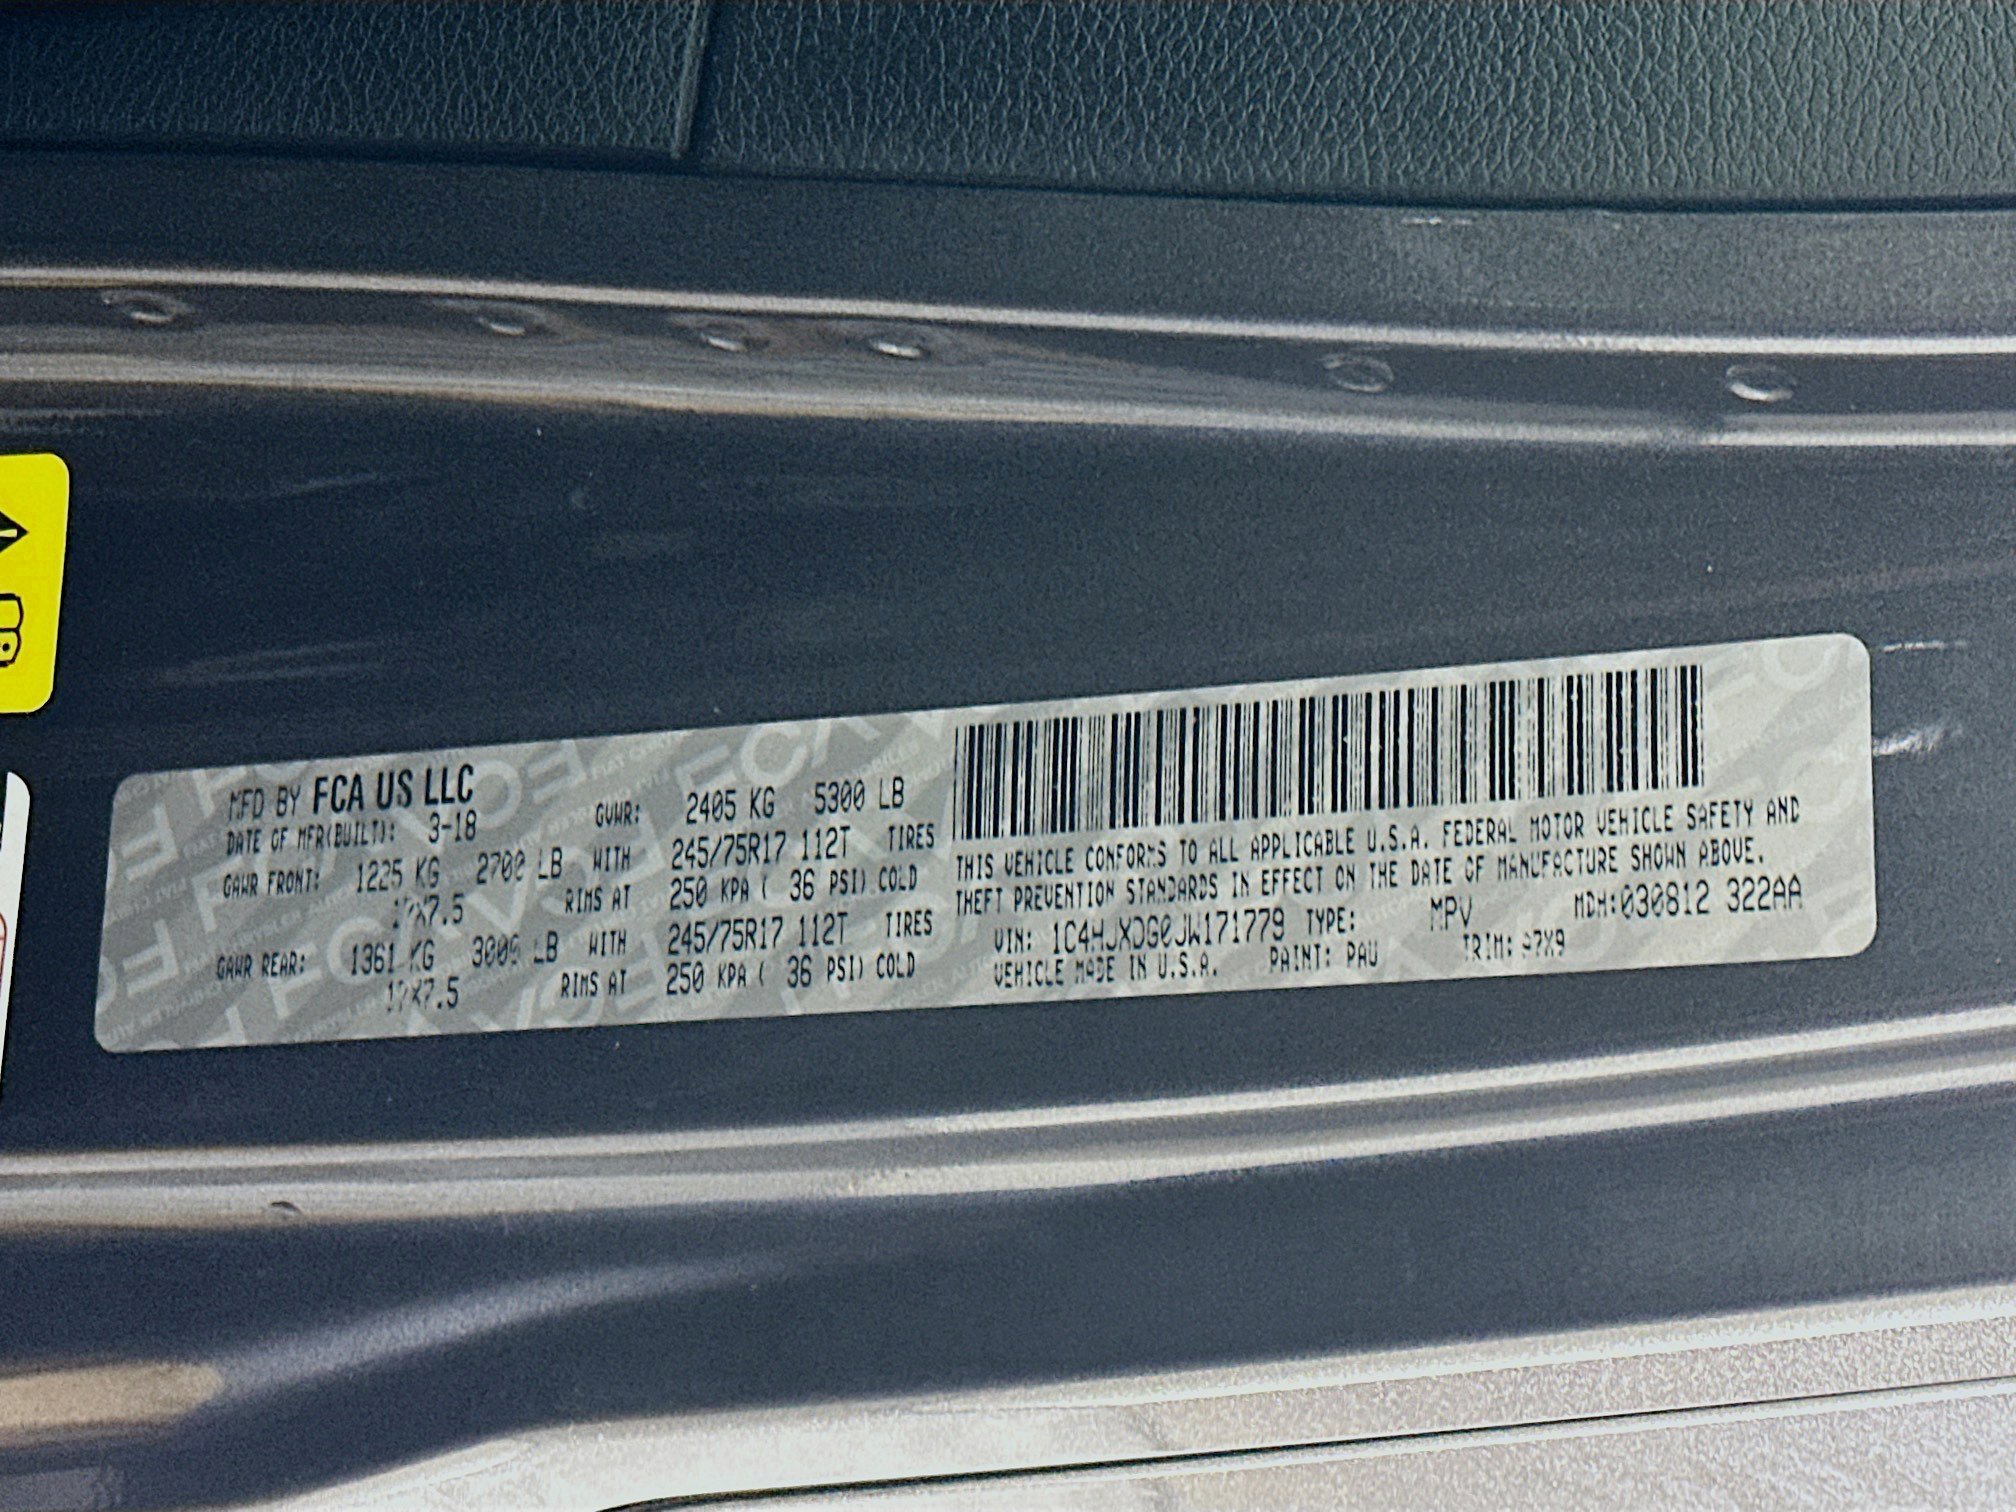 MFD BY FCA US LLC
DATE OF MFR(BUILT): 3-18 GVWR: 2405 KG 5300 LB
GAWR FRONT: 1225 KG 2700 LB WITH 245/75R17 112T TIRES
17X7.5 RIMS AT 250 KPA ( 36 PSI) COLD
GAWR REAR: 1361 KG 3000 LB WITH 245/75R17 112T TIRES
17X7.5 RIMS AT 250 KPA ( 36 PSI) COLD
THIS VEHICLE CONFORMS TO ALL APPLICABLE U.S.A. FEDERAL MOTOR VEHICLE SAFETY AND
THEFT PREVENTION STANDARDS IN EFFECT ON THE DATE OF MANUFACTURE SHOWN ABOVE.
VIN: 1C4HJXDG0JW171779 TYPE: MPV MDH:030812 322AA
VEHICLE MADE IN U.S.A. PAINT: PAU TRIM: A7X9